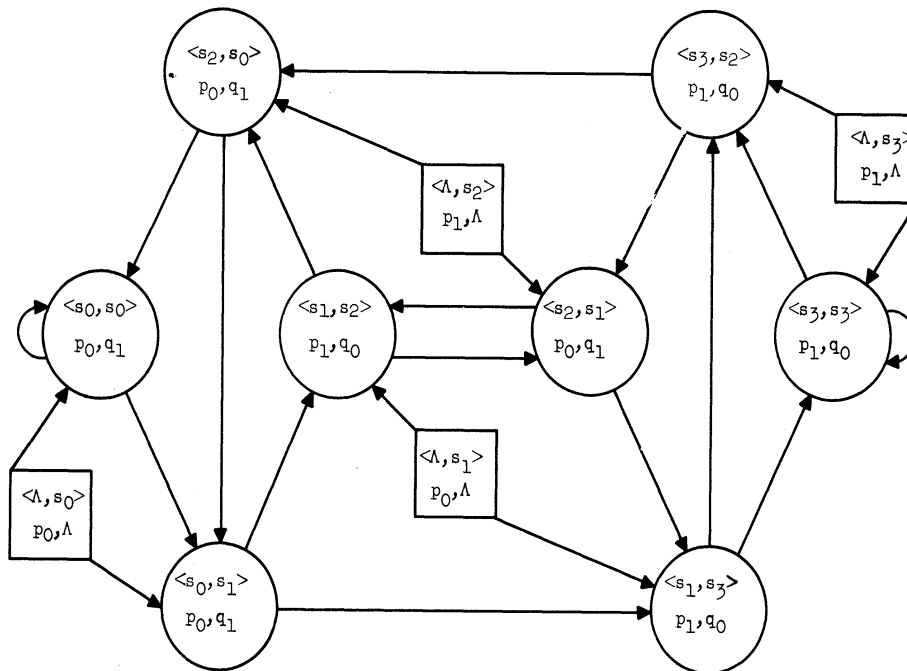 <s2,s0>
p0,q1
<s3,s2>
p1,q0
<Λ,s3>
p1,Λ
<Λ,s2>
p1,Λ
<s0,s0>
p0,q1
<s1,s2>
p1,q0
<s2,s1>
p0,q1
<s3,s3>
p1,q0
<Λ,s0>
p0,Λ
<Λ,s1>
p0,Λ
<s0,s1>
p0,q1
<s1,s3>
p1,q0